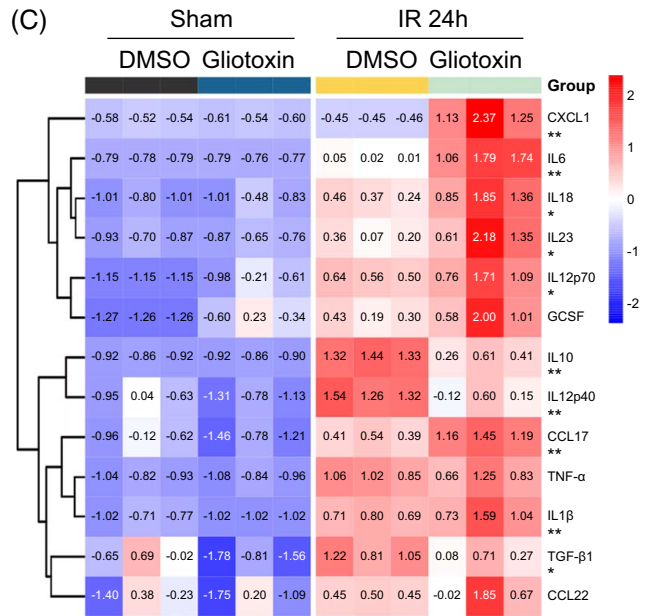 (C)
Sham IR 24h
DMSO Gliotoxin DMSO Gliotoxin
Group
-0.58 -0.52 -0.54 -0.61 -0.54 -0.60 -0.45 -0.45 -0.46 1.13 2.37 1.25 CXCL1
**
-0.79 -0.78 -0.79 -0.79 -0.76 -0.77 0.05 0.02 0.01 1.06 1.79 1.74 IL6
**
-1.01 -0.80 -1.01 -1.01 -0.48 -0.83 0.46 0.37 0.24 0.85 1.85 1.36 IL18
*
-0.93 -0.70 -0.87 -0.87 -0.65 -0.76 0.36 0.07 0.20 0.61 2.18 1.35 IL23
*
-1.15 -1.15 -1.15 -0.98 -0.21 -0.61 0.64 0.56 0.50 0.76 1.71 1.09 IL12p70
*
-1.27 -1.26 -1.26 -0.60 0.23 -0.34 0.43 0.19 0.30 0.58 2.00 1.01 GCSF
-0.92 -0.86 -0.92 -0.92 -0.86 -0.90 1.32 1.44 1.33 0.26 0.61 0.41 IL10
**
-0.95 0.04 -0.63 -1.31 -0.78 -1.13 1.54 1.26 1.32 -0.12 0.60 0.15 IL12p40
**
-0.96 -0.12 -0.62 -1.46 -0.78 -1.21 0.41 0.54 0.39 1.16 1.45 1.19 CCL17
**
-1.04 -0.82 -0.93 -1.08 -0.84 -0.96 1.06 1.02 0.85 0.66 1.25 0.83 TNF-α
-1.02 -0.71 -0.77 -1.02 -1.02 -1.02 0.71 0.80 0.69 0.73 1.59 1.04 IL1β
**
-0.65 0.69 -0.02 -1.78 -0.81 -1.56 1.22 0.81 1.05 0.08 0.71 0.27 TGF-β1
*
-1.40 0.38 -0.23 -1.75 0.20 -1.09 0.45 0.50 0.45 -0.02 1.85 0.67 CCL22
2
1
0
-1
-2